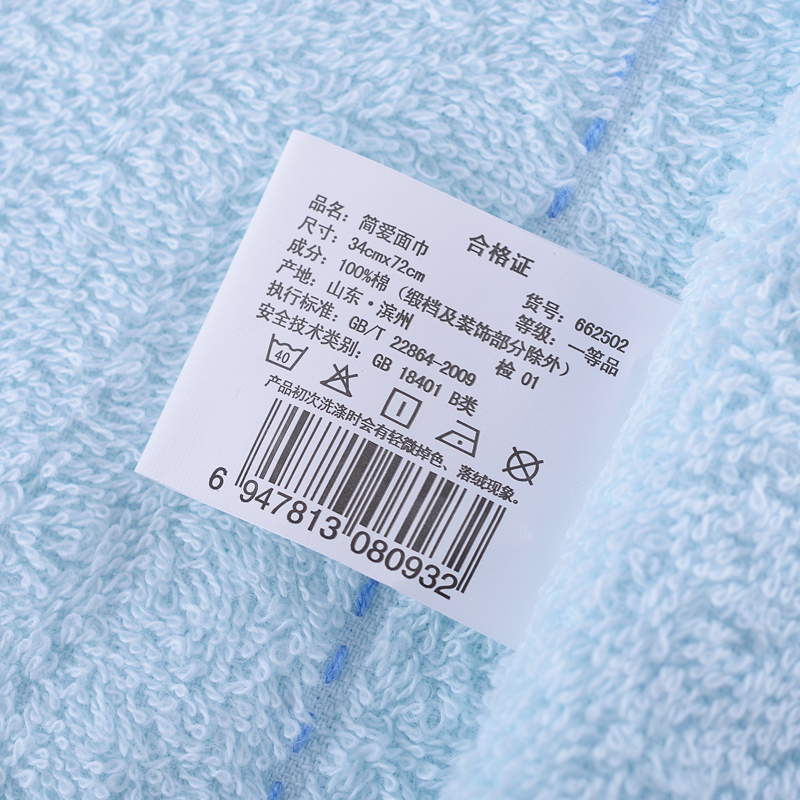 合格证
品名：简爱面巾
货号：662502
尺寸：34cmx72cm
等级：一等品
成分：100%棉（缎档及装饰部分除外）
产地：山东·滨州
检 01
执行标准：GB/T 22864-2009
安全技术类别：GB 18401 B类
40
产品初次洗涤时会有轻微掉色、落绒现象。
6 947813 080932